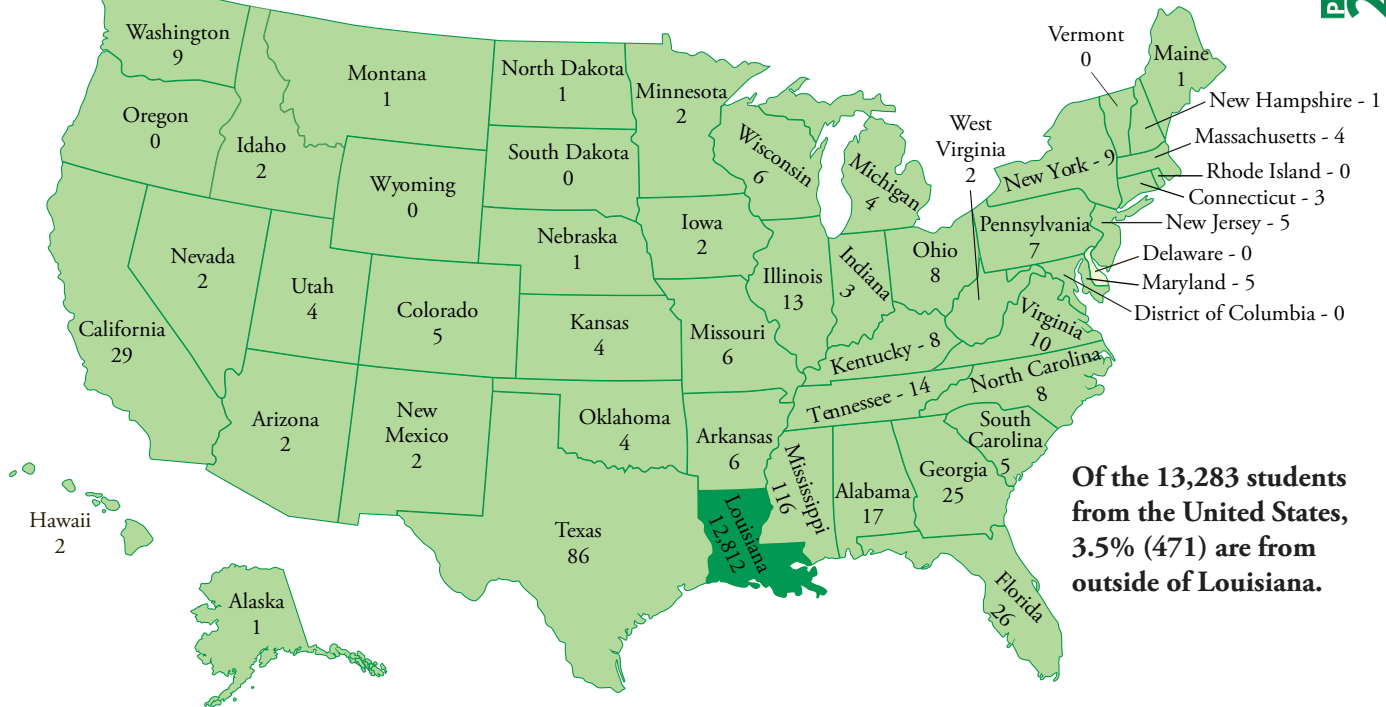 Washington
9
Oregon
0
Idaho
2
Montana
1
North Dakota
1
Minnesota
2
South Dakota
0
Wyoming
0
Wisconsin
6
Michigan
4
Vermont
0
Maine
1
New Hampshire - 1
Massachusetts - 4
Rhode Island - 0
Connecticut - 3
New Jersey - 5
Delaware - 0
Maryland - 5
District of Columbia - 0
West
Virginia
2
New York - 9
Pennsylvania
7
Nevada
2
Utah
4
Colorado
5
California
29
Nebraska
1
Iowa
2
Illinois
13
Indiana
3
Ohio
8
Kansas
4
Missouri
6
Kentucky - 8
Virginia
10
Tennessee - 14
North Carolina
8
South
Carolina
5
Arizona
2
New
Mexico
2
Oklahoma
4
Arkansas
6
Mississippi
116
Alabama
17
Georgia
25
Texas
86
Louisiana
12,812
Florida
26
Hawaii
2
Alaska
1
Of the 13,283 students
from the United States,
3.5% (471) are from
outside of Louisiana.